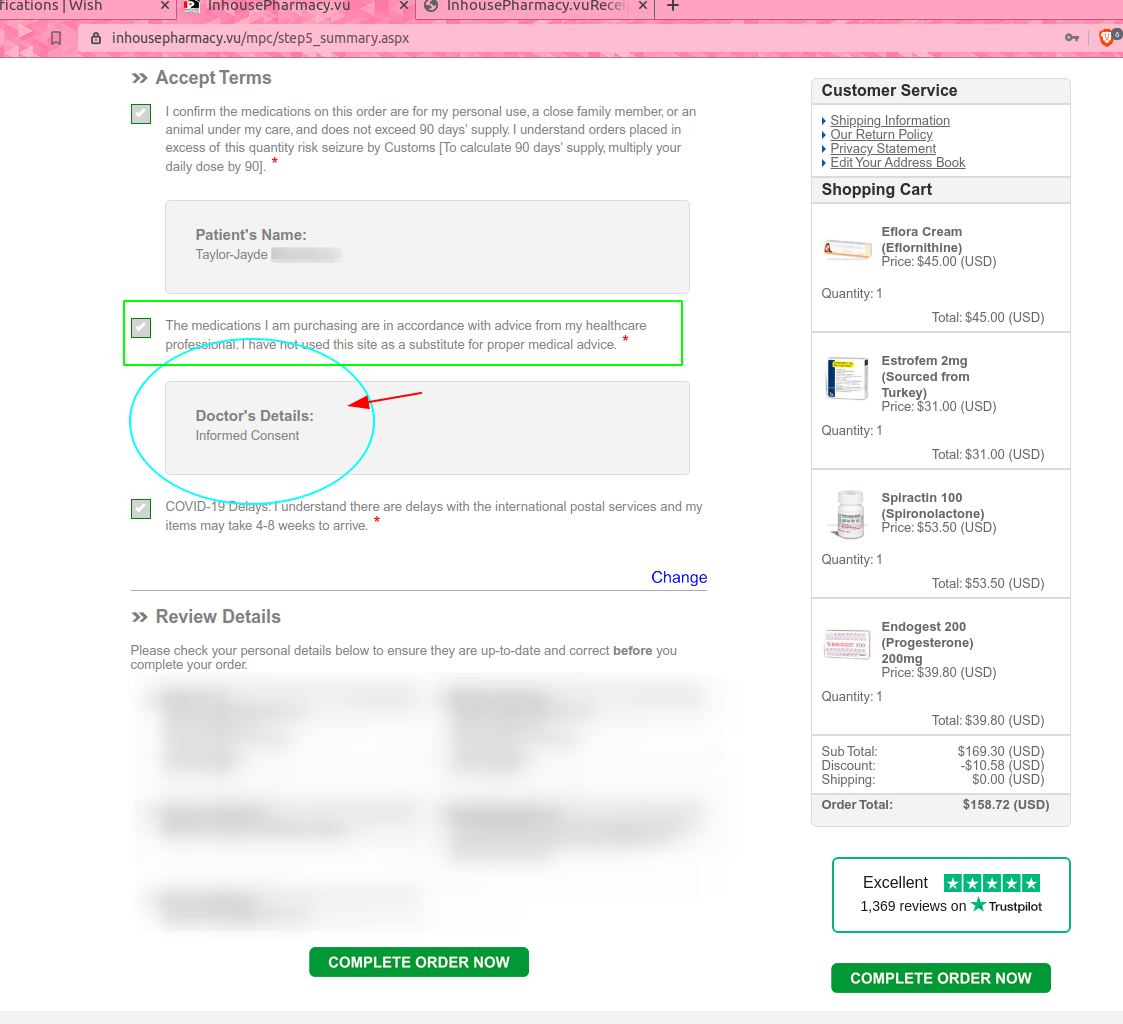 fications | Wish
InhousePharmacy.vu
InhousePharmacy.vuRecei
inhousepharmacy.vu/mpc/step5_summary.aspx
6
Accept Terms
I confirm the medications on this order are for my personal use, a close family member, or an
animal under my care, and does not exceed 90 days' supply. I understand orders placed in
excess of this quantity risk seizure by Customs [To calculate 90 days' supply, multiply your
daily dose by 90]. *
Patient's Name:
Taylor-Jayde
The medications I am purchasing are in accordance with advice from my healthcare
professional. I have not used this site as a substitute for proper medical advice. *
Doctor's Details:
Informed Consent
COVID-19 Delays: I understand there are delays with the international postal services and my
items may take 4-8 weeks to arrive. *
Change
Review Details
Please check your personal details below to ensure they are up-to-date and correct before you
complete your order.
COMPLETE ORDER NOW
Customer Service
Shipping Information
Our Return Policy
Privacy Statement
Edit Your Address Book
Shopping Cart
Eflora Cream
(Eflornithine)
Price: $45.00 (USD)
Quantity: 1
Total: $45.00 (USD)
Estrofem 2mg
(Sourced from
Turkey)
Price: $31.00 (USD)
Quantity: 1
Total: $31.00 (USD)
Spiractin 100
(Spironolactone)
Price: $53.50 (USD)
Quantity: 1
Total: $53.50 (USD)
Endogest 200
(Progesterone)
200mg
Price: $39.80 (USD)
Quantity: 1
Total: $39.80 (USD)
Sub Total: $169.30 (USD)
Discount: -$10.58 (USD)
Shipping: $0.00 (USD)
Order Total: $158.72 (USD)
Excellent
1,369 reviews on Trustpilot
COMPLETE ORDER NOW